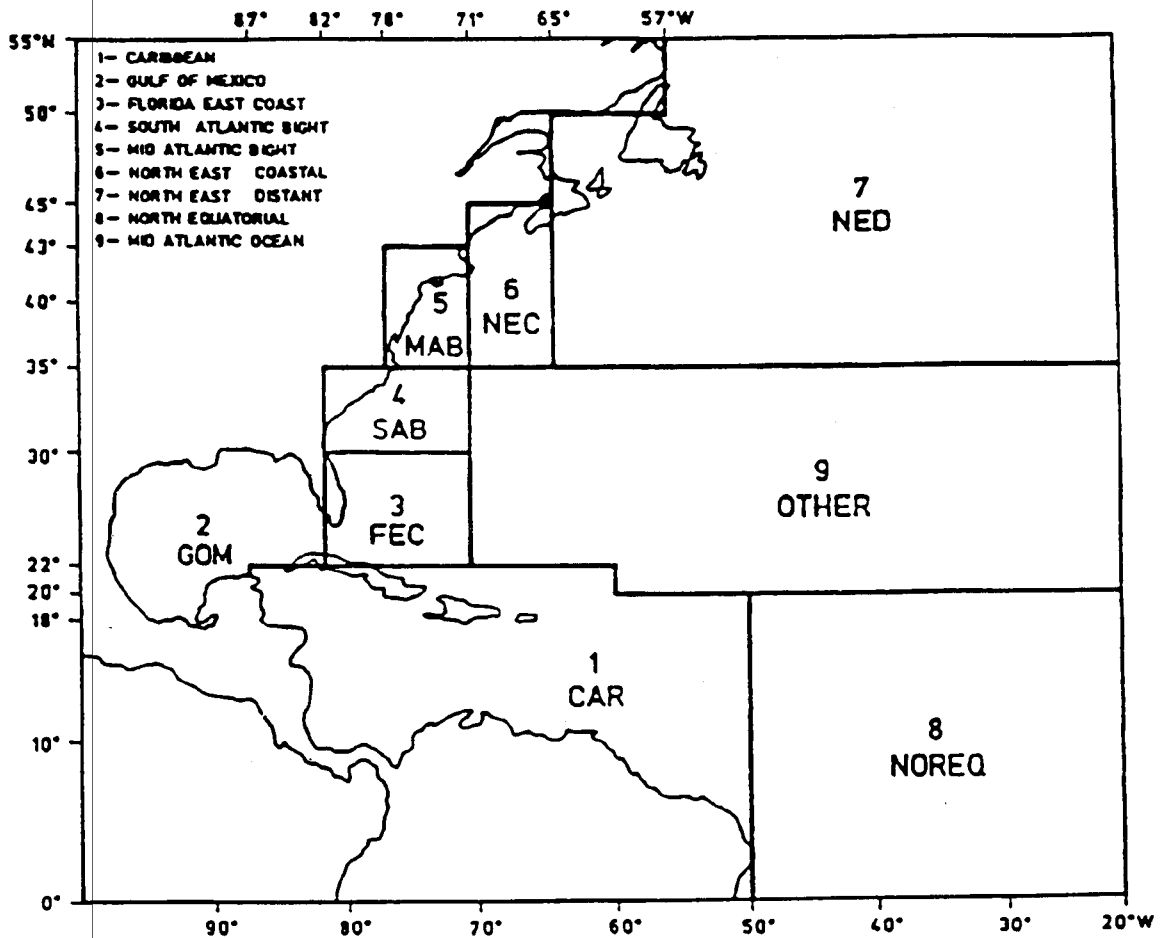 87° 82° 78° 71° 65° 57°W
55°N
1— CARIBBEAN
2— GULF OF MEXICO
3— FLORIDA EAST COAST
4— SOUTH ATLANTIC BIGHT
5— MID ATLANTIC BIGHT
6— NORTH EAST COASTAL
7— NORTH EAST DISTANT
8— NORTH EQUATORIAL
9— MID ATLANTIC OCEAN
50°
45°
43°
40°
35°
30°
22°
20°
18°
10°
0°
7
NED
6
NEC
5
MAB
4
SAB
9
OTHER
3
FEC
2
GOM
1
CAR
8
NOREQ
90° 80° 70° 60° 50° 40° 30° 20°W